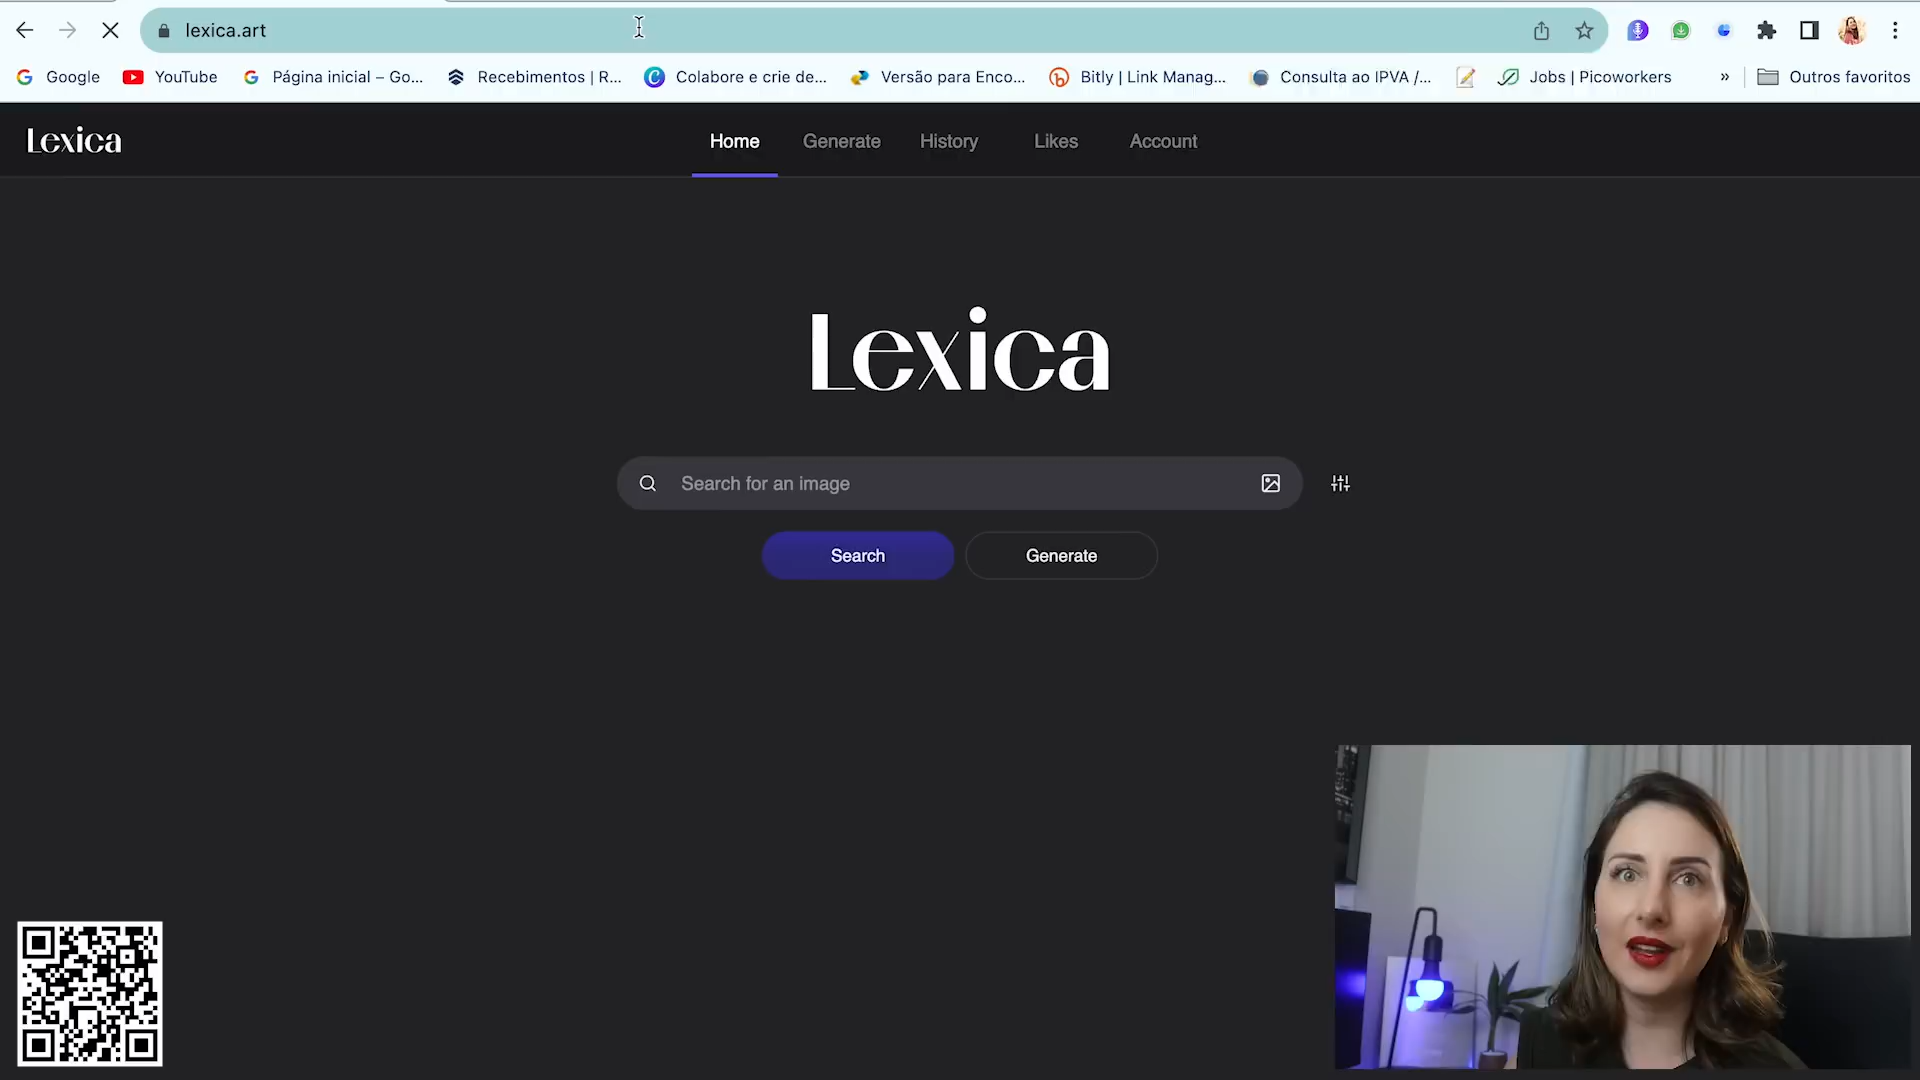 lexica.art
Google YouTube Página inicial – Go... Recebimentos | R... Colabore e crie de... Versão para Enco... Bitly | Link Manag... Consulta ao IPVA /... Jobs | Picoworkers » Outros favoritos
Lexica Home Generate History Likes Account
Lexica
Search for an image
Search Generate